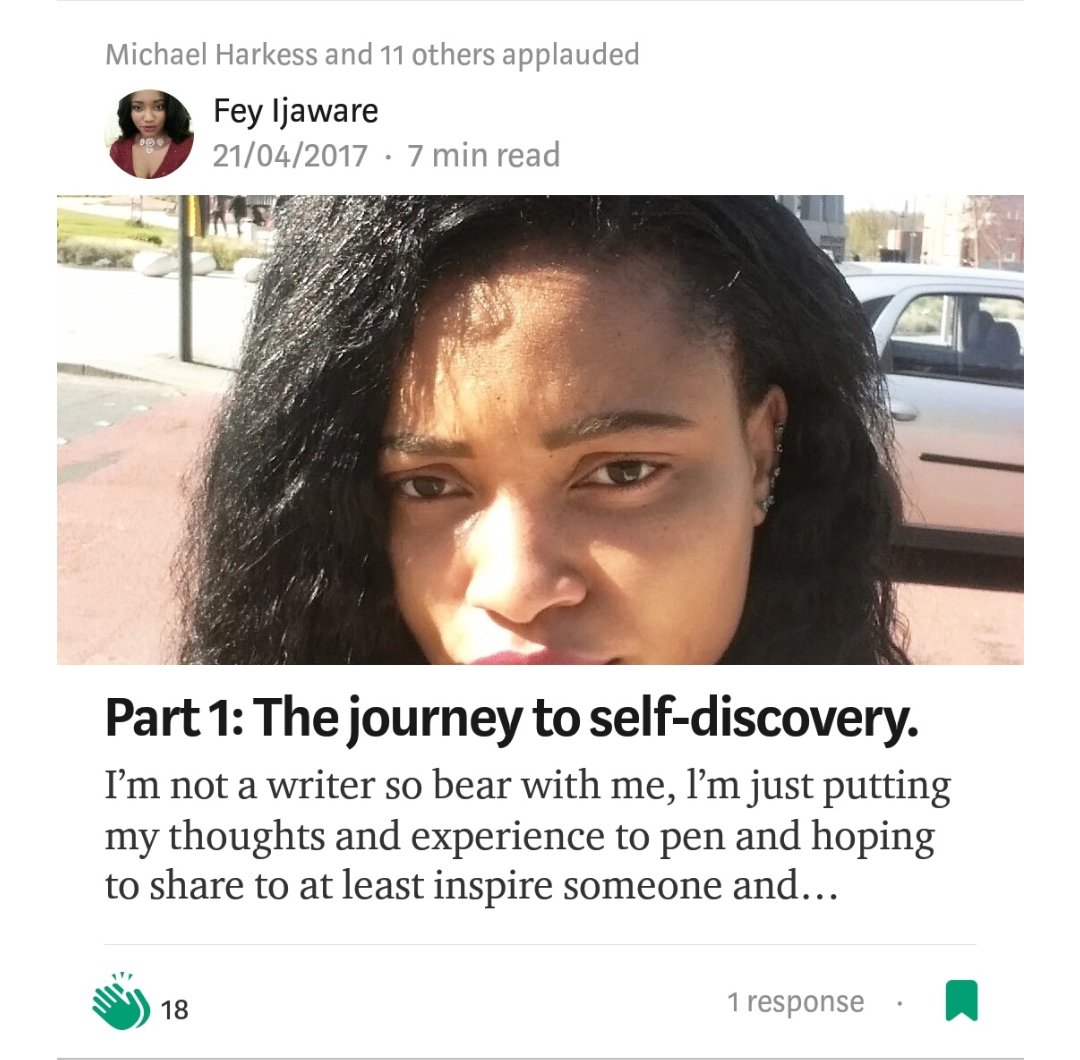 Michael Harkess and 11 others applauded
Fey Ijaware
21/04/2017 · 7 min read
Part 1: The journey to self-discovery.
I’m not a writer so bear with me, I’m just putting
my thoughts and experience to pen and hoping
to share to at least inspire someone and…
18
1 response ·